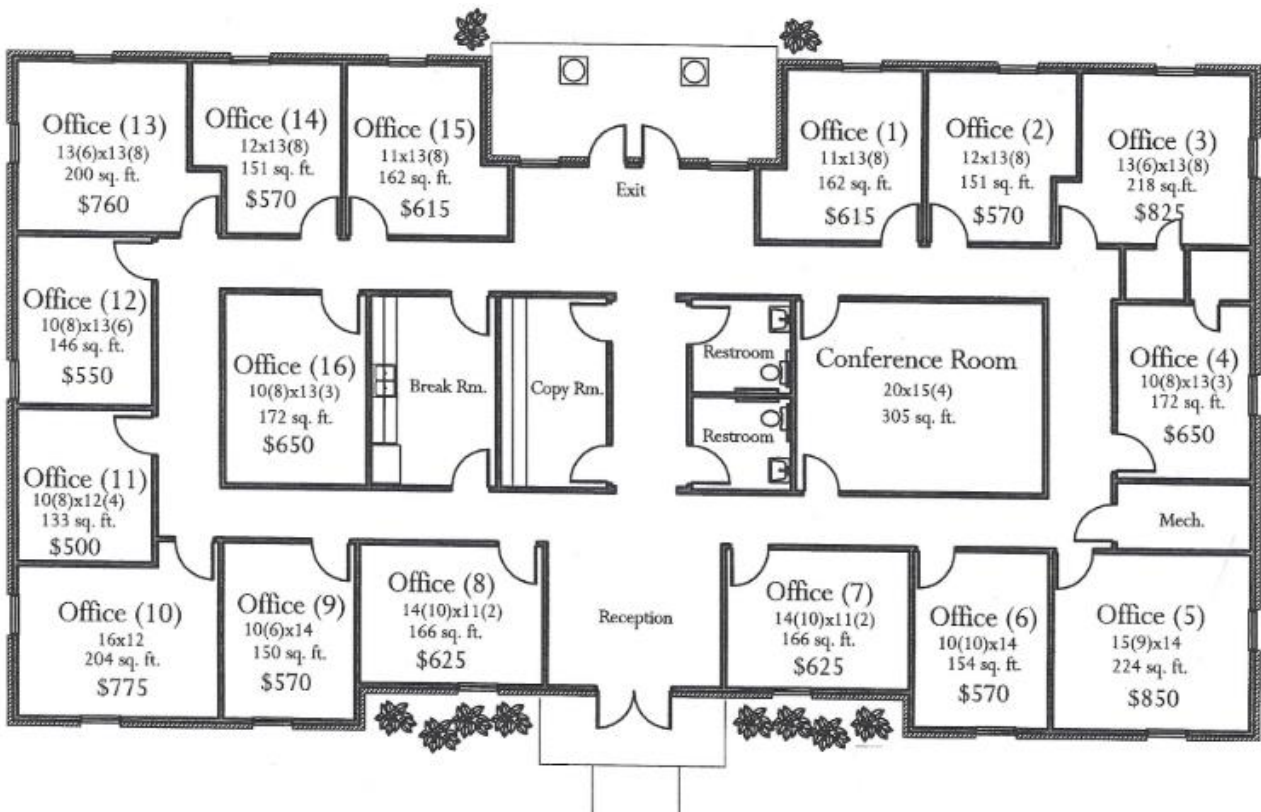 Office (13)
13(6)x13(8)
200 sq. ft.
$760
Office (14)
12x13(8)
151 sq. ft.
$570
Office (15)
11x13(8)
162 sq. ft.
$615
Exit
Office (1)
11x13(8)
162 sq. ft.
$615
Office (2)
12x13(8)
151 sq. ft.
$570
Office (3)
13(6)x13(8)
218 sq.ft.
$825
Office (12)
10(8)x13(6)
146 sq. ft.
$550
Office (16)
10(8)x13(3)
172 sq. ft.
$650
Break Rm.
Copy Rm.
Restroom
Restroom
Conference Room
20x15(4)
305 sq. ft.
Office (4)
10(8)x13(3)
172 sq. ft.
$650
Office (11)
10(8)x12(4)
133 sq. ft.
$500
Mech.
Office (10)
16x12
204 sq. ft.
$775
Office (9)
10(6)x14
150 sq. ft.
$570
Office (8)
14(10)x11(2)
166 sq. ft.
$625
Reception
Office (7)
14(10)x11(2)
166 sq. ft.
$625
Office (6)
10(10)x14
154 sq. ft.
$570
Office (5)
15(9)x14
224 sq. ft.
$850